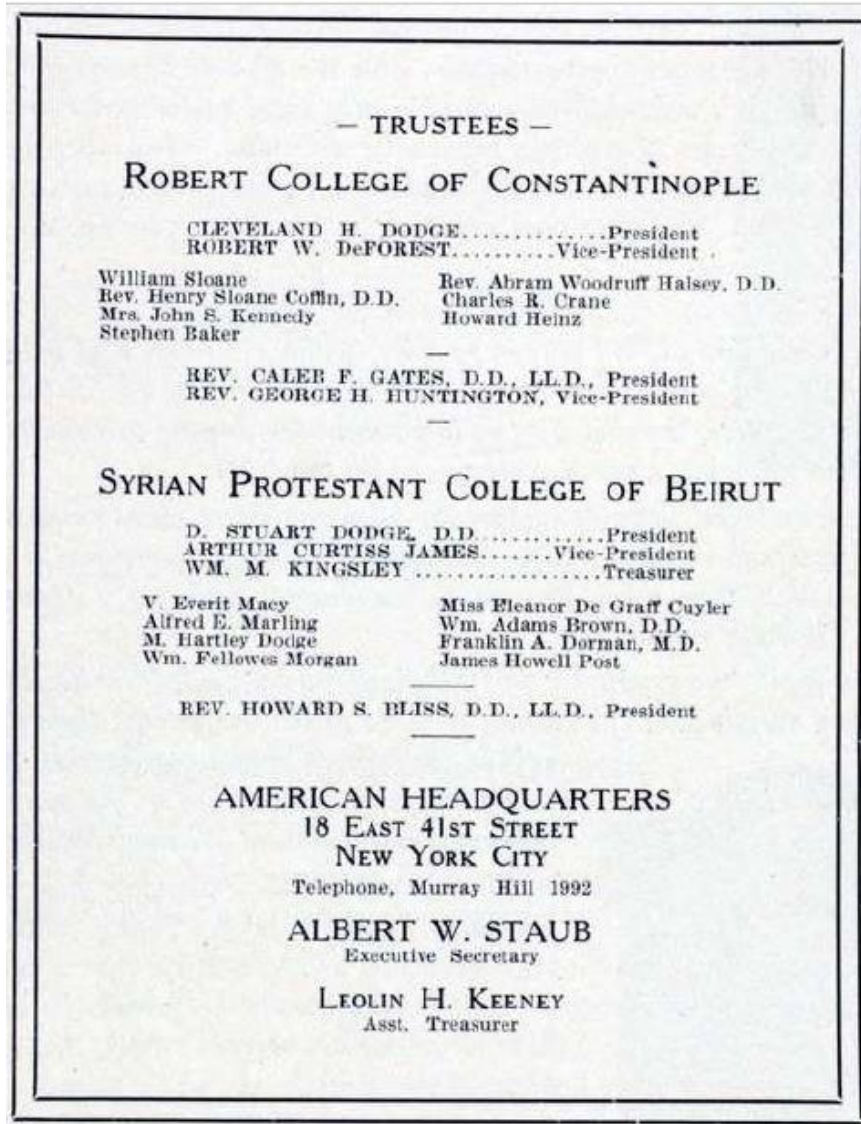 — TRUSTEES —
ROBERT COLLEGE OF CONSTANTINOPLE
CLEVELAND H. DODGE..............President
ROBERT W. DeFOREST..........Vice-President
William Sloane
Rev. Henry Sloane Coffin, D.D.
Mrs. John S. Kennedy
Stephen Baker
Rev. Abram Woodruff Halsey, D.D.
Charles R. Crane
Howard Heinz
REV. CALEB F. GATES, D.D., LL.D., President
REV. GEORGE H. HUNTINGTON, Vice-President
SYRIAN PROTESTANT COLLEGE OF BEIRUT
D. STUART DODGE, D.D.............President
ARTHUR CURTISS JAMES.......Vice-President
WM. M. KINGSLEY ..................Treasurer
V. Everit Macy
Alfred E. Marling
M. Hartley Dodge
Wm. Fellowes Morgan
Miss Eleanor De Graff Cuyler
Wm. Adams Brown, D.D.
Franklin A. Dorman, M.D.
James Howell Post
REV. HOWARD S. BLISS, D.D., LL.D., President
AMERICAN HEADQUARTERS
18 EAST 41ST STREET
NEW YORK CITY
Telephone, Murray Hill 1992
ALBERT W. STAUB
Executive Secretary
LEOLIN H. KEENEY
Asst. Treasurer